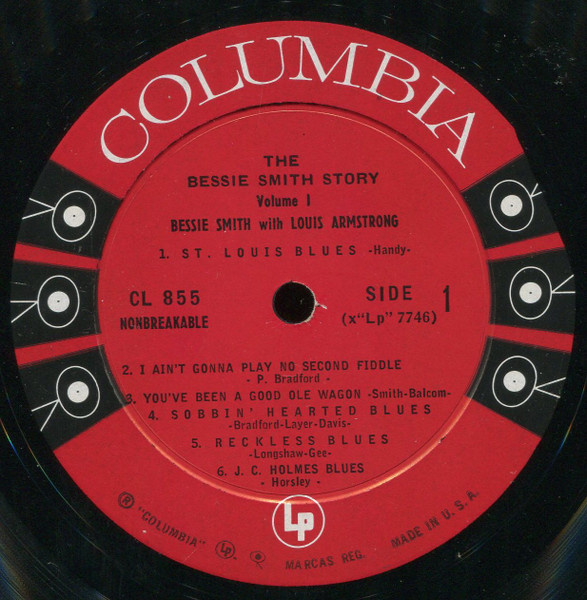 COLUMBIA
THE
BESSIE SMITH STORY
Volume 1
BESSIE SMITH with LOUIS ARMSTRONG
1. ST. LOUIS BLUES -Handy-
CL 855
NONBREAKABLE
SIDE 1
(x"Lp" 7746)
2. I AIN'T GONNA PLAY NO SECOND FIDDLE
- P. Bradford -
3. YOU'VE BEEN A GOOD OLE WAGON -Smith-Balcom-
4. SOBBIN' HEARTED BLUES
-Bradford-Layer-Davis-
5. RECKLESS BLUES
-Longshaw-Gee-
6. J. C. HOLMES BLUES
- Horsley -
Lp
® "COLUMBIA" Lp MARCAS REG. MADE IN U. S. A.